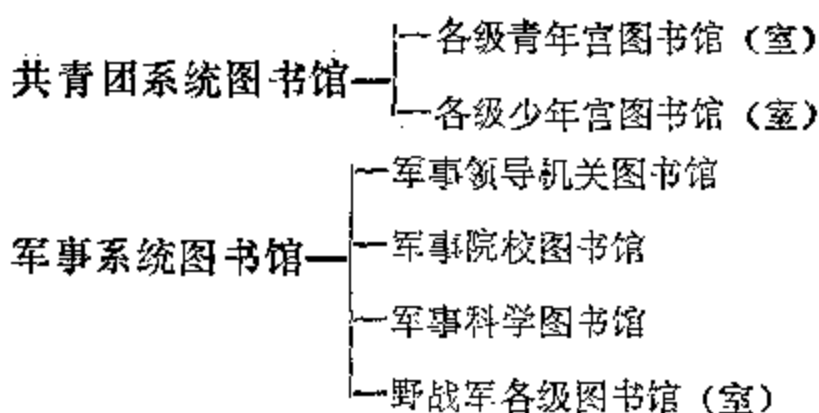 各级青年宫图书馆（室）
共青团系统图书馆
各级少年宫图书馆（室）
军事领导机关图书馆
军事系统图书馆
军事院校图书馆
军事科学图书馆
野战军各级图书馆（室）